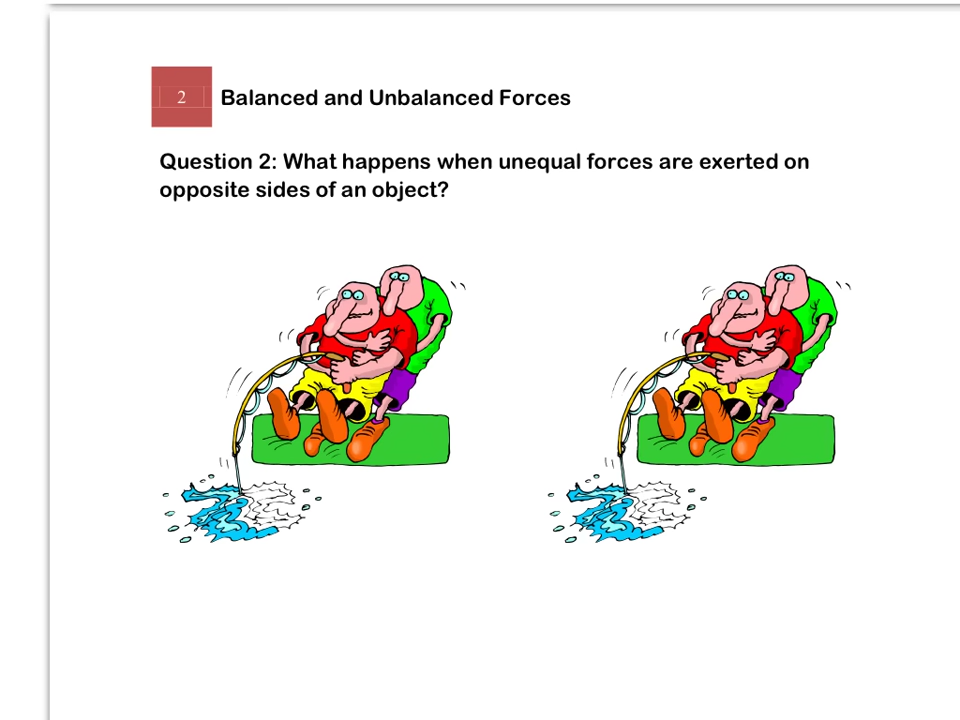 2
Balanced and Unbalanced Forces
Question 2: What happens when unequal forces are exerted on
opposite sides of an object?